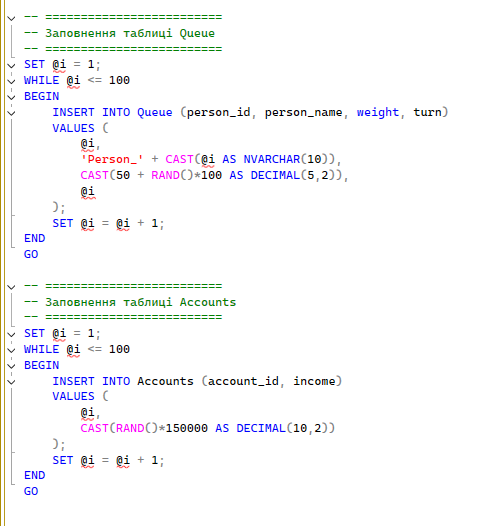 -- =========================
-- Заповнення таблиці Queue
-- =========================
SET @i = 1;
WHILE @i <= 100
BEGIN
    INSERT INTO Queue (person_id, person_name, weight, turn)
    VALUES (
        @i,
        'Person_' + CAST(@i AS NVARCHAR(10)),
        CAST(50 + RAND()*100 AS DECIMAL(5,2)),
        @i
    );
    SET @i = @i + 1;
END
GO

-- =========================
-- Заповнення таблиці Accounts
-- =========================
SET @i = 1;
WHILE @i <= 100
BEGIN
    INSERT INTO Accounts (account_id, income)
    VALUES (
        @i,
        CAST(RAND()*150000 AS DECIMAL(10,2))
    );
    SET @i = @i + 1;
END
GO